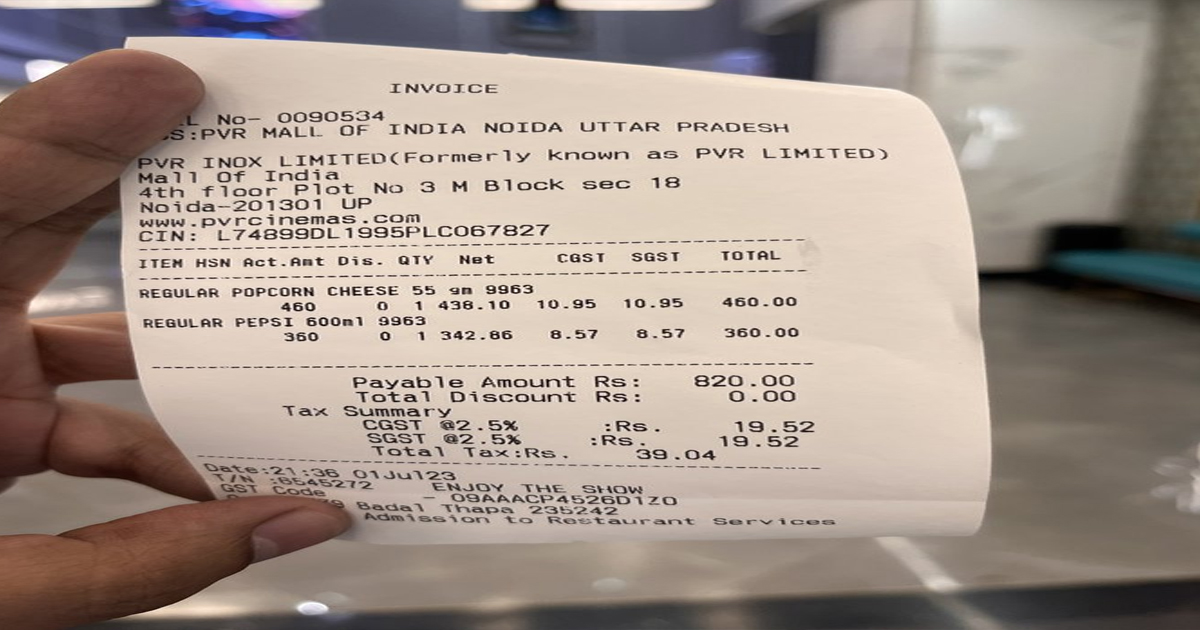 INVOICE
L No- 0090534
S:PVR MALL OF INDIA NOIDA UTTAR PRADESH
PVR INOX LIMITED(Formerly known as PVR LIMITED)
Mall Of India
4th floor Plot No 3 M Block sec 18
Noida-201301 UP
www.pvrcinemas.com
CIN: L74899DL1995PLC067827
ITEM HSN Act.Amt Dis. QTY Net CGST SGST TOTAL
REGULAR POPCORN CHEESE 55 gm 9963
460 0 1 438.10 10.95 10.95 460.00
REGULAR PEPSI 600ml 9963
360 0 1 342.86 8.57 8.57 360.00
Payable Amount Rs: 820.00
Total Discount Rs: 0.00
Tax Summary
CGST @2.5% :Rs. 19.52
SGST @2.5% :Rs. 19.52
Total Tax:Rs. 39.04
Date:21:36 01Jul23
T/N :6545272 ENJOY THE SHOW
GST Code - 09AAACP4526D1Z0
Badal Thapa 235242
Admission to Restaurant Services